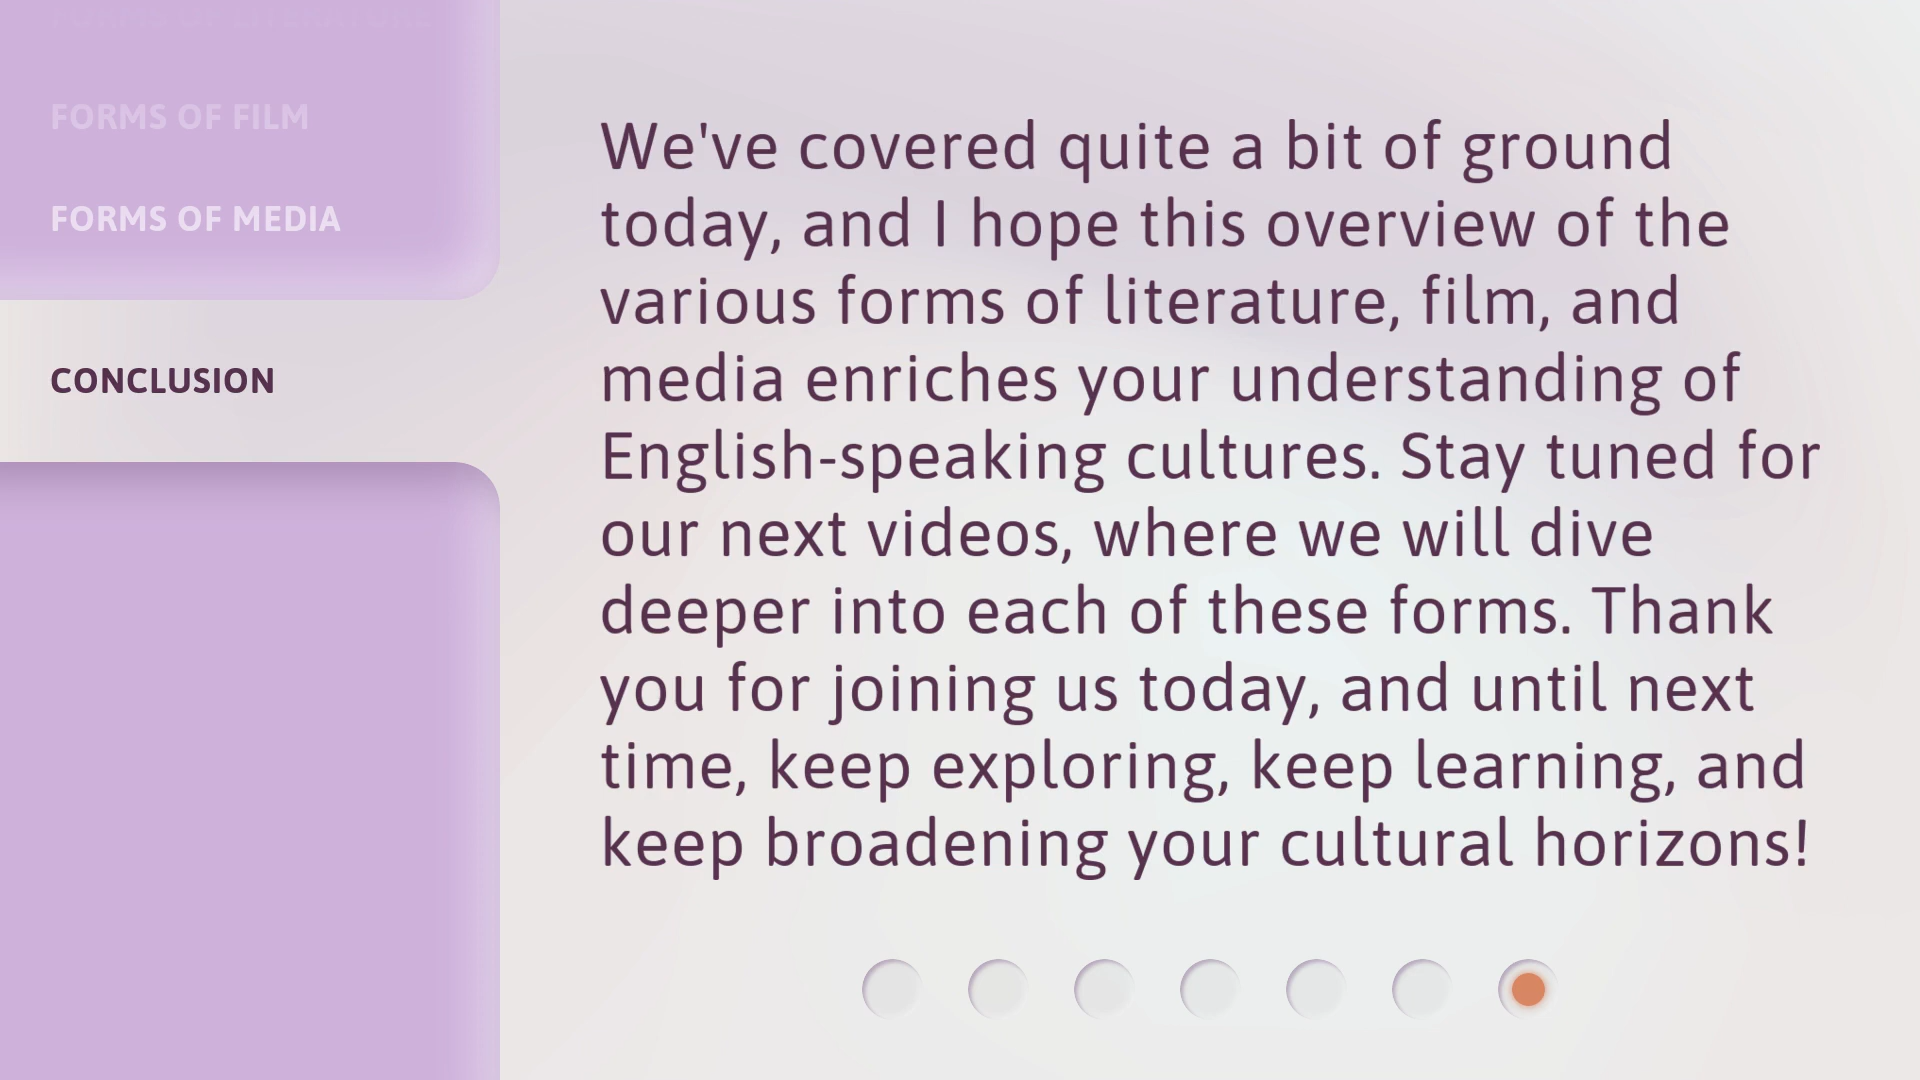 FORMS OF LITERATURE
FORMS OF FILM
FORMS OF MEDIA
CONCLUSION
We've covered quite a bit of ground
today, and I hope this overview of the
various forms of literature, film, and
media enriches your understanding of
English-speaking cultures. Stay tuned for
our next videos, where we will dive
deeper into each of these forms. Thank
you for joining us today, and until next
time, keep exploring, keep learning, and
keep broadening your cultural horizons!